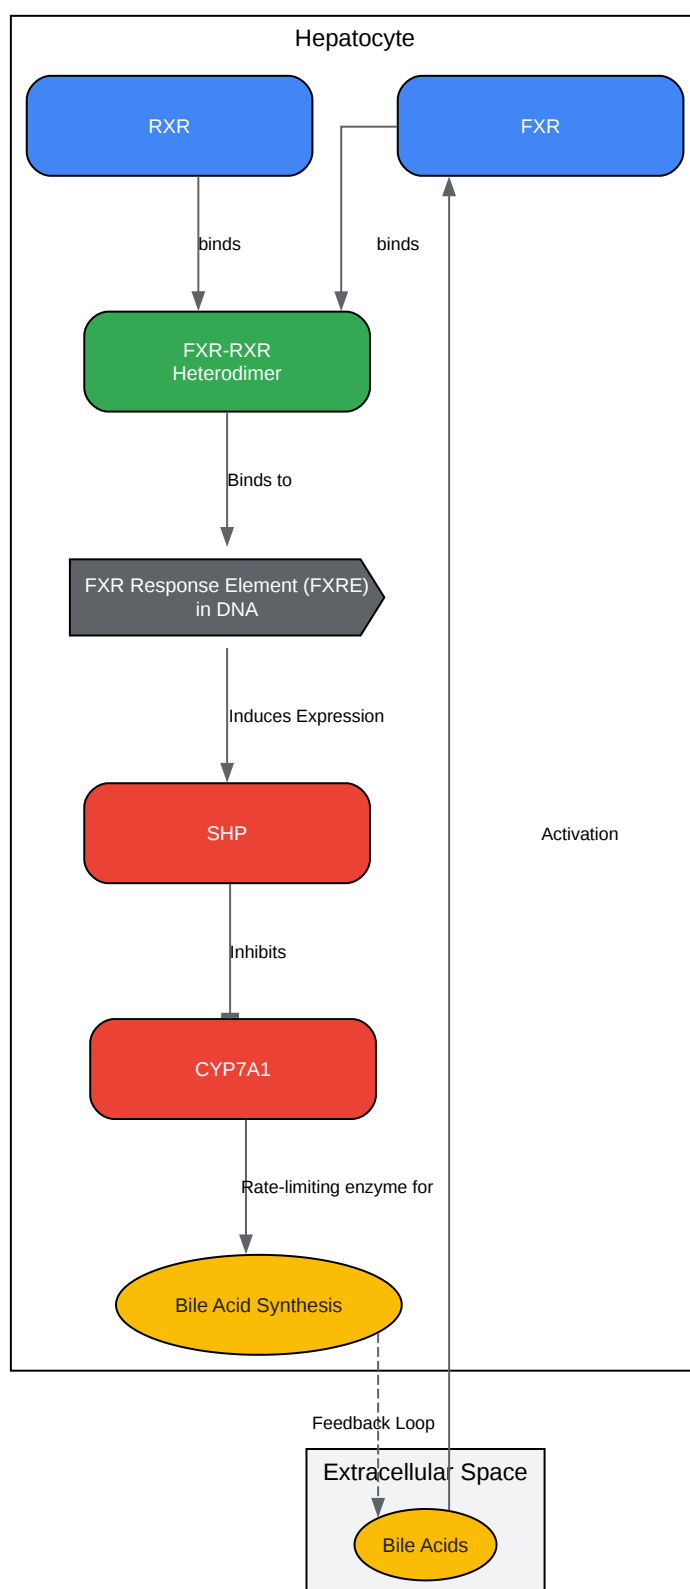 Hepatocyte
RXR
FXR
binds
binds
FXR-RXR
Heterodimer
Binds to
FXR Response Element (FXRE)
in DNA
Induces Expression
SHP
Activation
Inhibits
CYP7A1
Rate-limiting enzyme for
Bile Acid Synthesis
Feedback Loop
Extracellular Space
Bile Acids